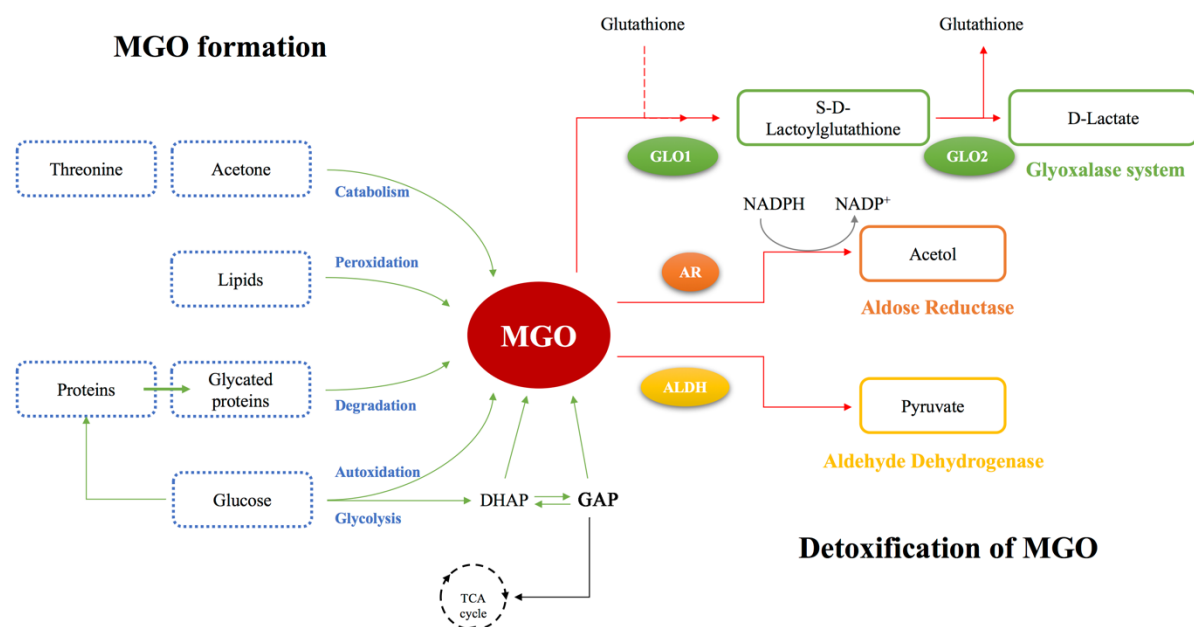 MGO formation
Glutathione
Glutathione
S-D-
Lactoylglutathione
D-Lactate
GLO1
GLO2
Glyoxalase system
Threonine
Acetone
Catabolism
NADPH
NADP⁺
Lipids
Peroxidation
AR
Acetol
Aldose Reductase
MGO
Proteins
Glycated
proteins
Degradation
ALDH
Pyruvate
Aldehyde Dehydrogenase
Autoxidation
Glucose
Glycolysis
DHAP
GAP
Detoxification of MGO
TCA
cycle